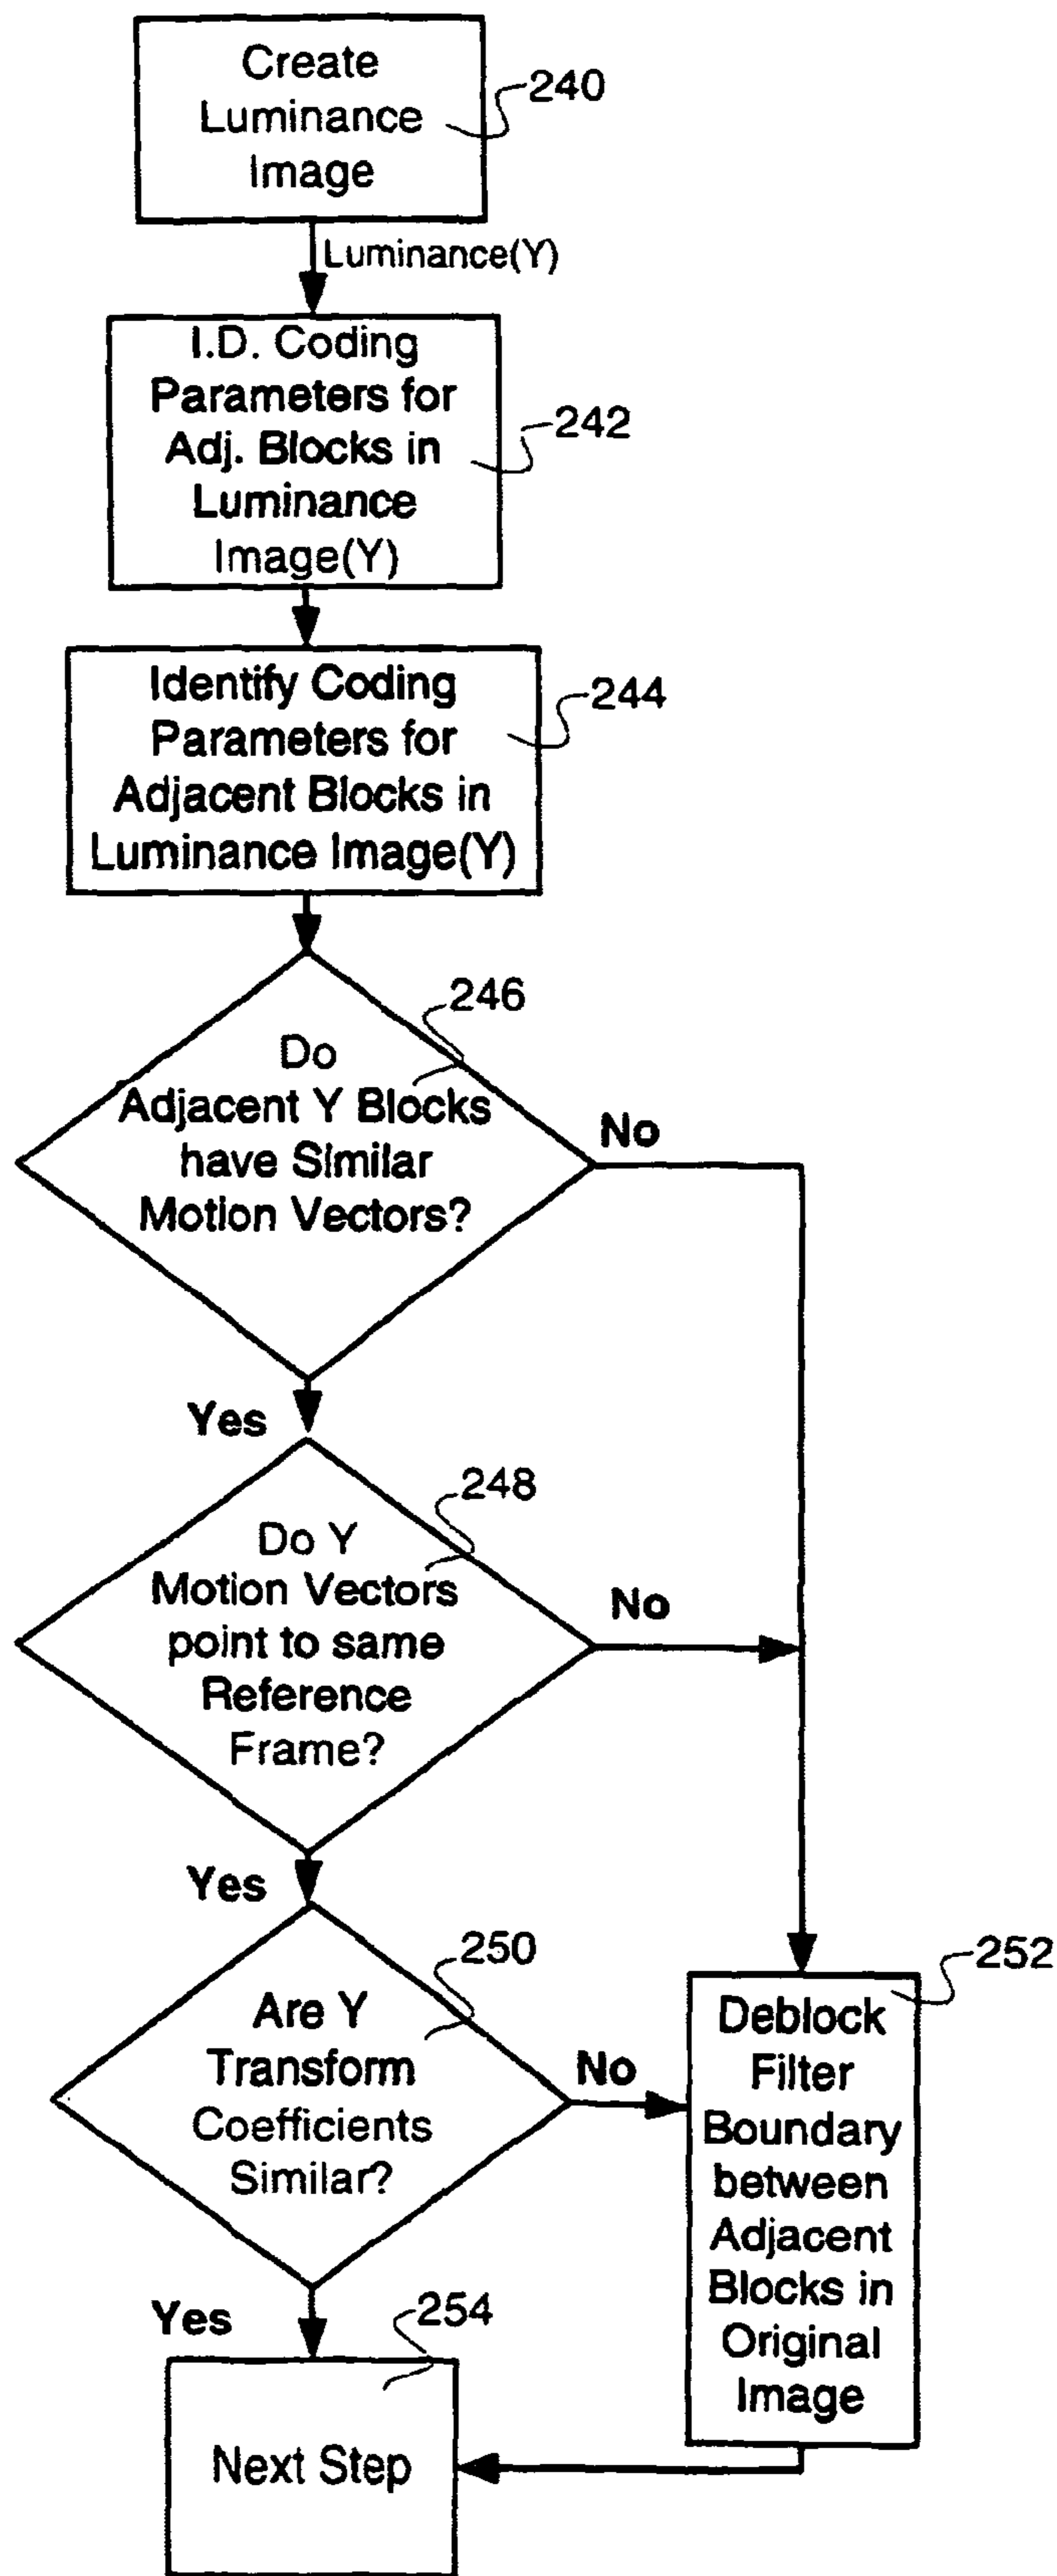 Create
Luminance
Image
240
Luminance(Y)
I.D. Coding
Parameters for
Adj. Blocks in
Luminance
Image(Y)
242
Identify Coding
Parameters for
Adjacent Blocks in
Luminance Image(Y)
244
246
Do
Adjacent Y Blocks
have Similar
Motion Vectors?
No
Yes
248
Do Y
Motion Vectors
point to same
Reference
Frame?
No
Yes
250
Are Y
Transform
Coefficients
Similar?
No
252
Deblock
Filter
Boundary
between
Adjacent
Blocks in
Original
Image
Yes
254
Next Step